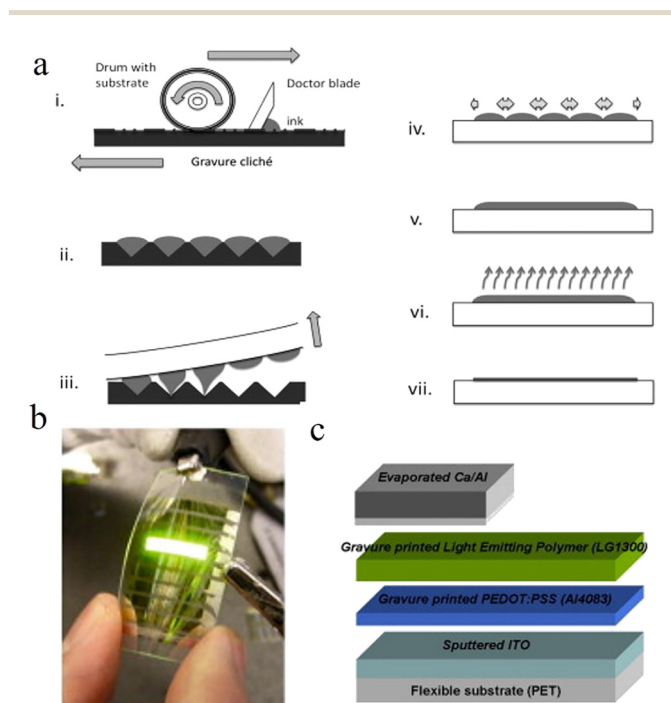 a
i.
Drum with
substrate
Doctor blade
ink
Gravure cliché
ii.
iii.
iv.
v.
vi.
vii.
b
c
Evaporated Ca/Al
Gravure printed Light Emitting Polymer (LG1300)
Gravure printed PEDOT:PSS (AI4083)
Sputtered ITO
Flexible substrate (PET)